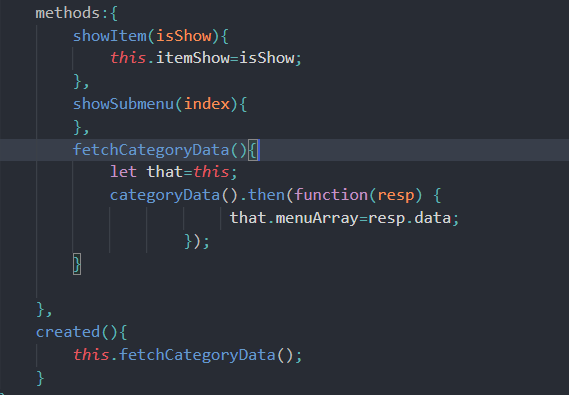 methods:{
showItem(isShow){
this.itemShow=isShow;
},
showSubmenu(index){
},
fetchCategoryData(){
let that=this;
categoryData().then(function(resp) {
that.menuArray=resp.data;
});
}
},
created(){
this.fetchCategoryData();
}